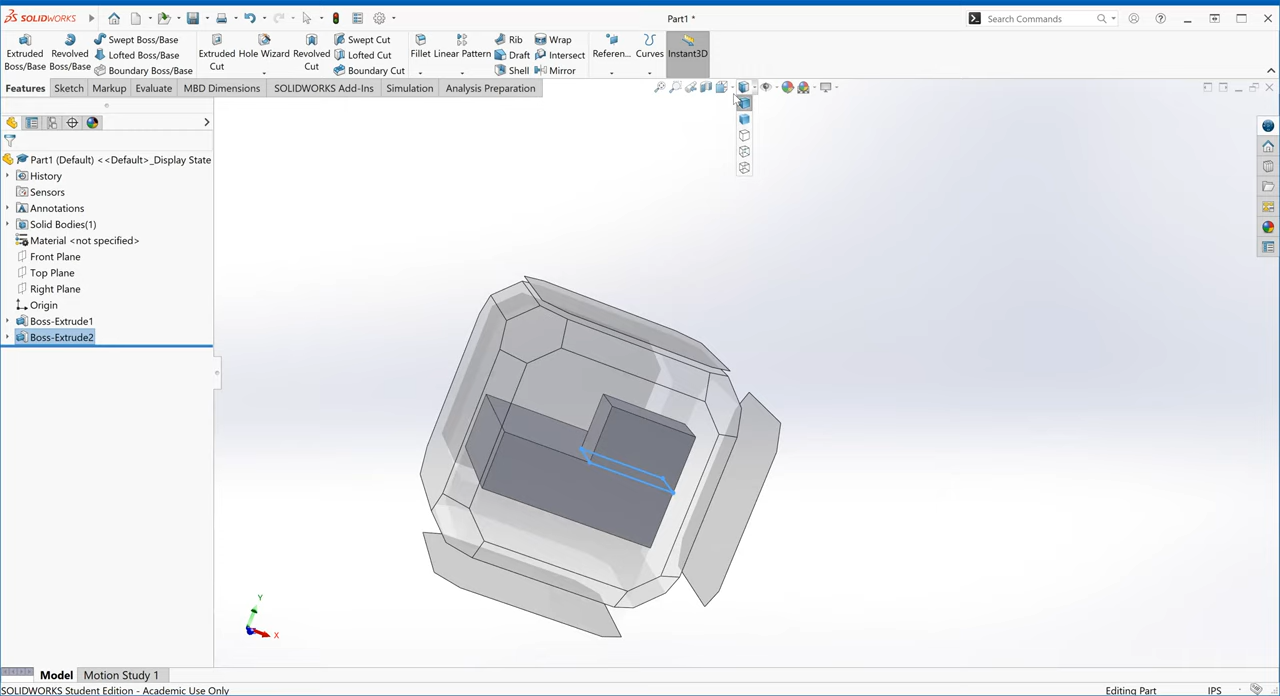 SOLIDWORKS
Part1 *
Search Commands
Extruded Boss/Base
Revolved Boss/Base
Swept Boss/Base
Lofted Boss/Base
Boundary Boss/Base
Extruded Cut
Hole Wizard
Revolved Cut
Swept Cut
Lofted Cut
Boundary Cut
Fillet
Linear Pattern
Rib
Draft
Shell
Wrap
Intersect
Mirror
Referen...
Curves
Instant3D
Features
Sketch
Markup
Evaluate
MBD Dimensions
SOLIDWORKS Add-Ins
Simulation
Analysis Preparation
Part1 (Default) <<Default>_Display State
History
Sensors
Annotations
Solid Bodies(1)
Material <not specified>
Front Plane
Top Plane
Right Plane
Origin
Boss-Extrude1
Boss-Extrude2
Y
X
Model
Motion Study 1
SOLIDWORKS Student Edition - Academic Use Only
Editing Part
IPS